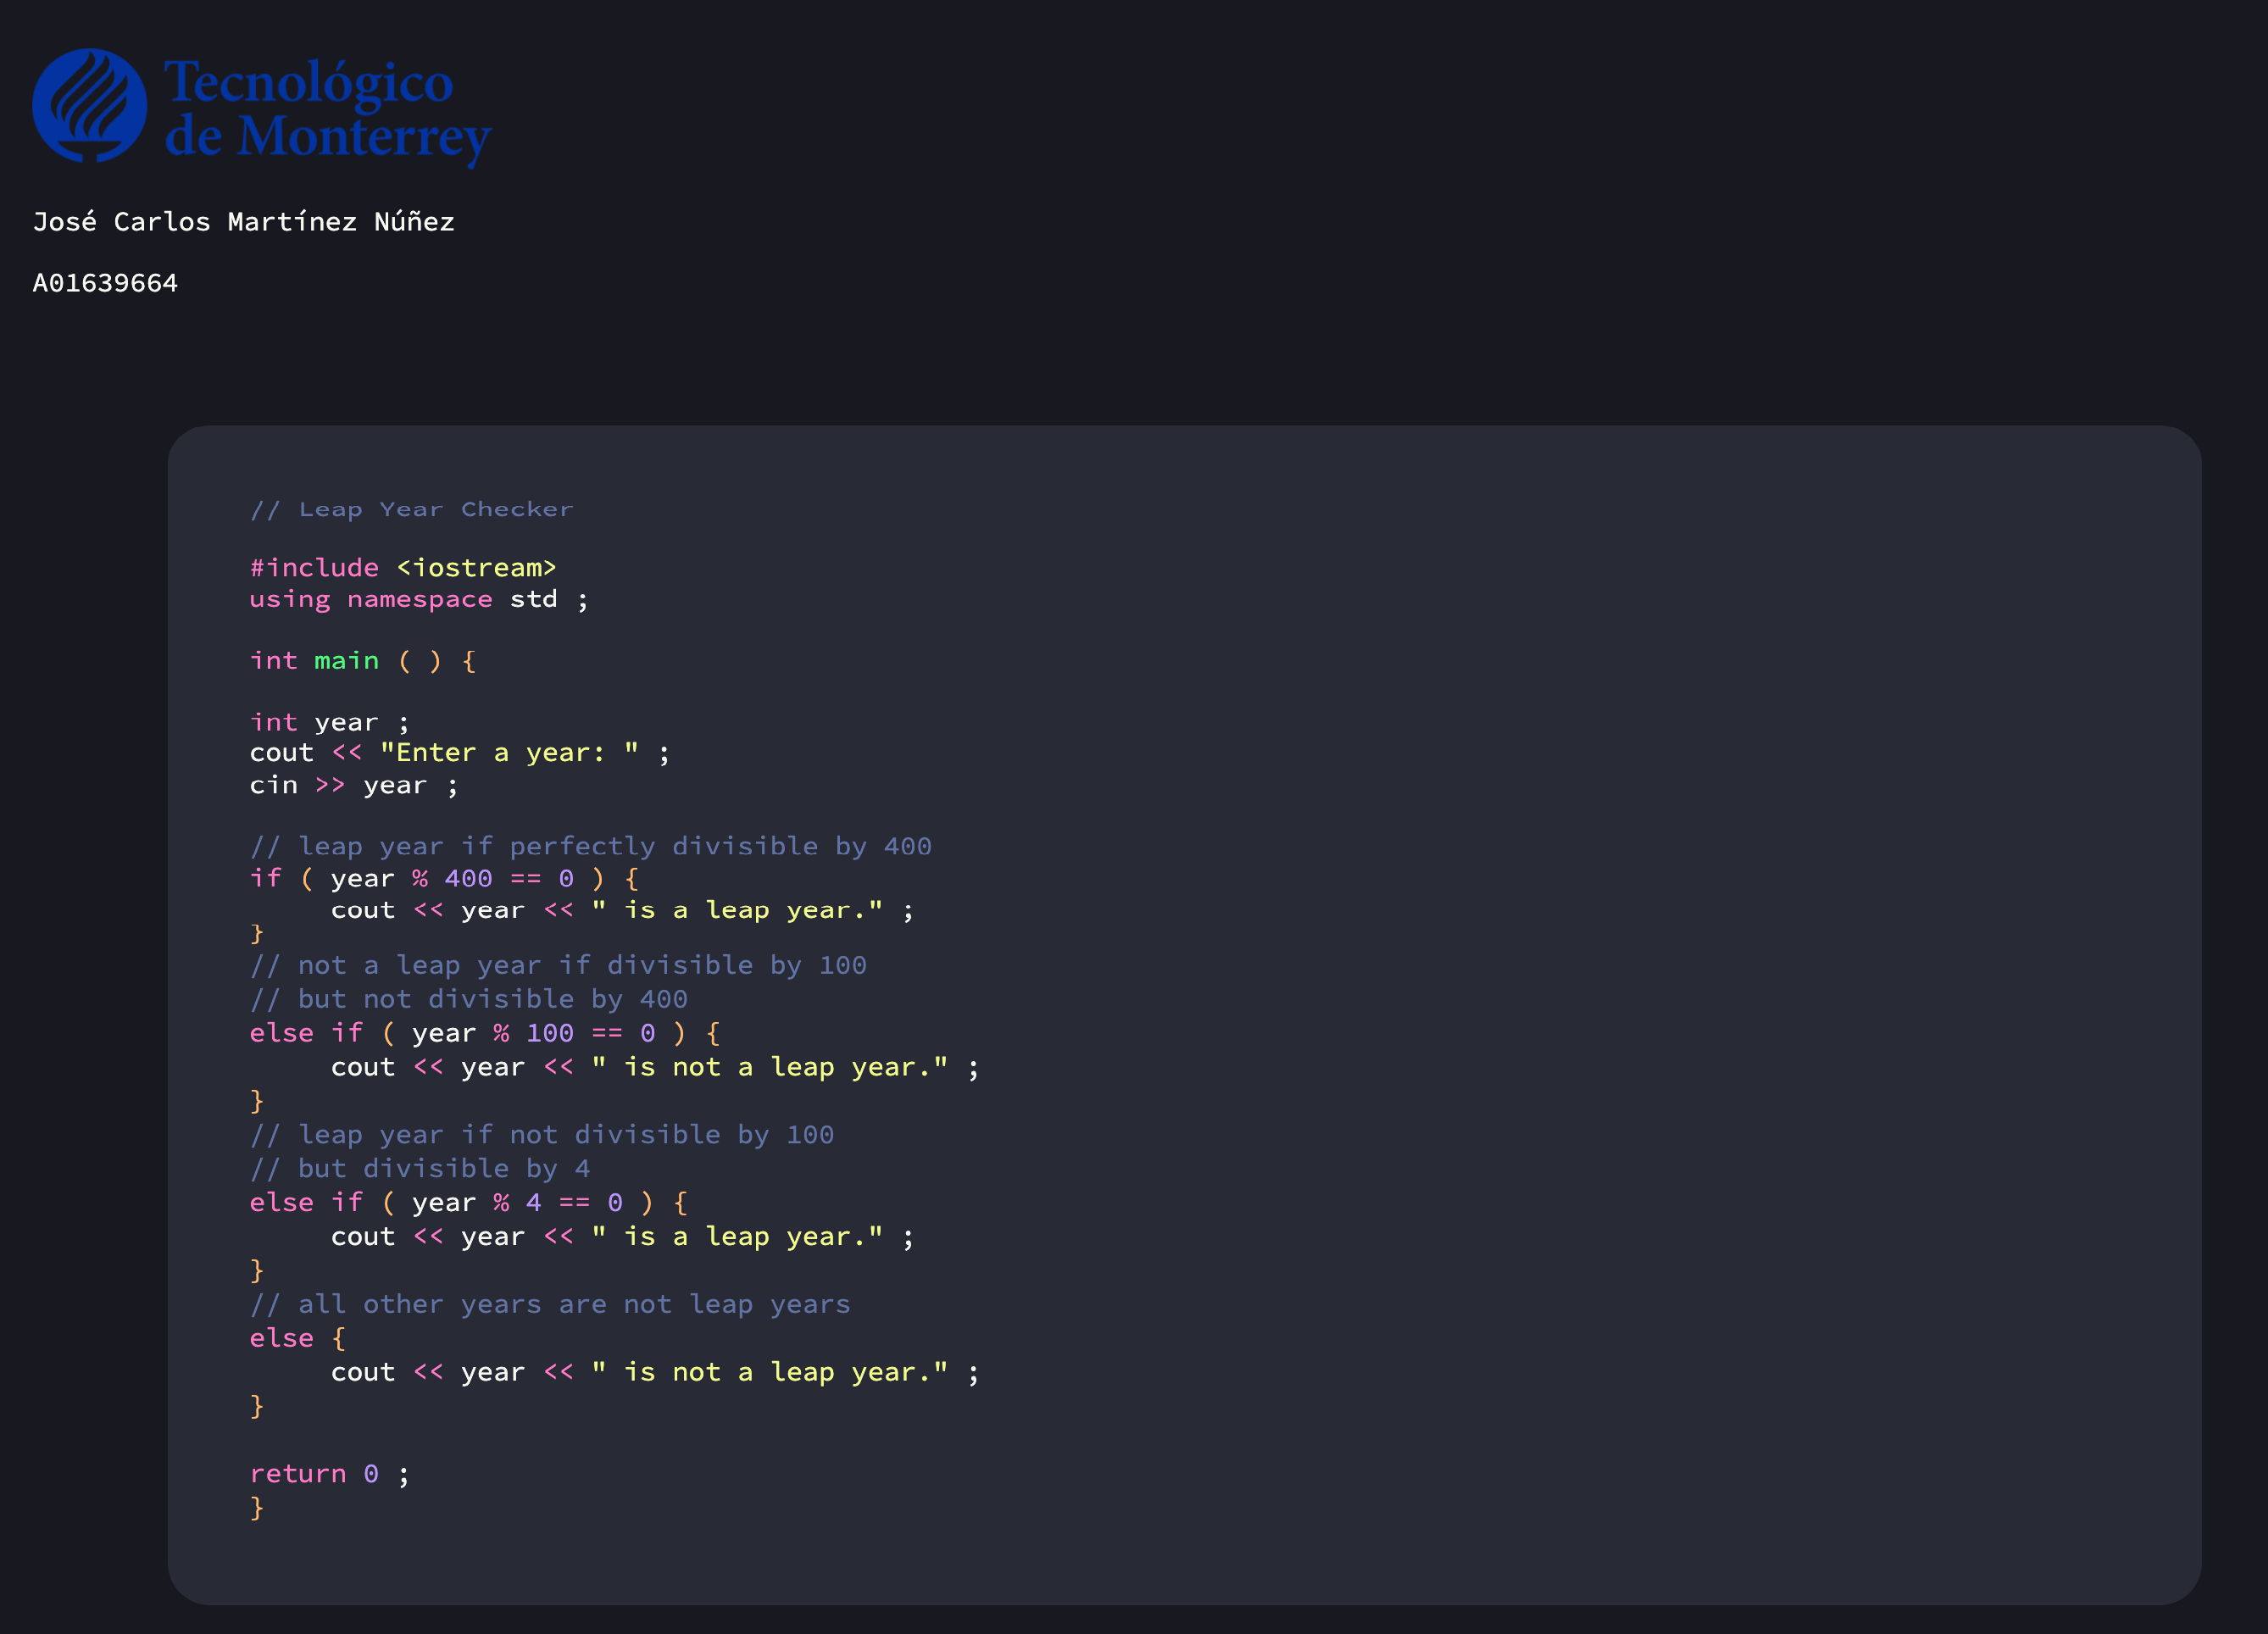 Tecnológico
de Monterrey
José Carlos Martínez Núñez
A01639664
// Leap Year Checker
#include <iostream>
using namespace std ;
int main ( ) {
int year ;
cout << "Enter a year: " ;
cin >> year ;
// leap year if perfectly divisible by 400
if ( year % 400 == 0 ) {
     cout << year << " is a leap year." ;
}
// not a leap year if divisible by 100
// but not divisible by 400
else if ( year % 100 == 0 ) {
     cout << year << " is not a leap year." ;
}
// leap year if not divisible by 100
// but divisible by 4
else if ( year % 4 == 0 ) {
     cout << year << " is a leap year." ;
}
// all other years are not leap years
else {
     cout << year << " is not a leap year." ;
}
return 0 ;
}